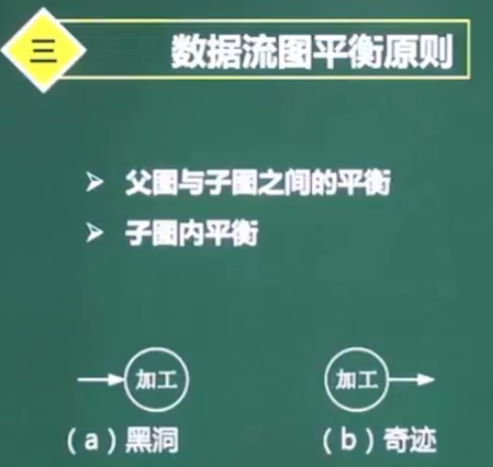 三 数据流图平衡原则
➢ 父图与子图之间的平衡
➢ 子图内平衡
加工 加工
（a）黑洞 （b）奇迹